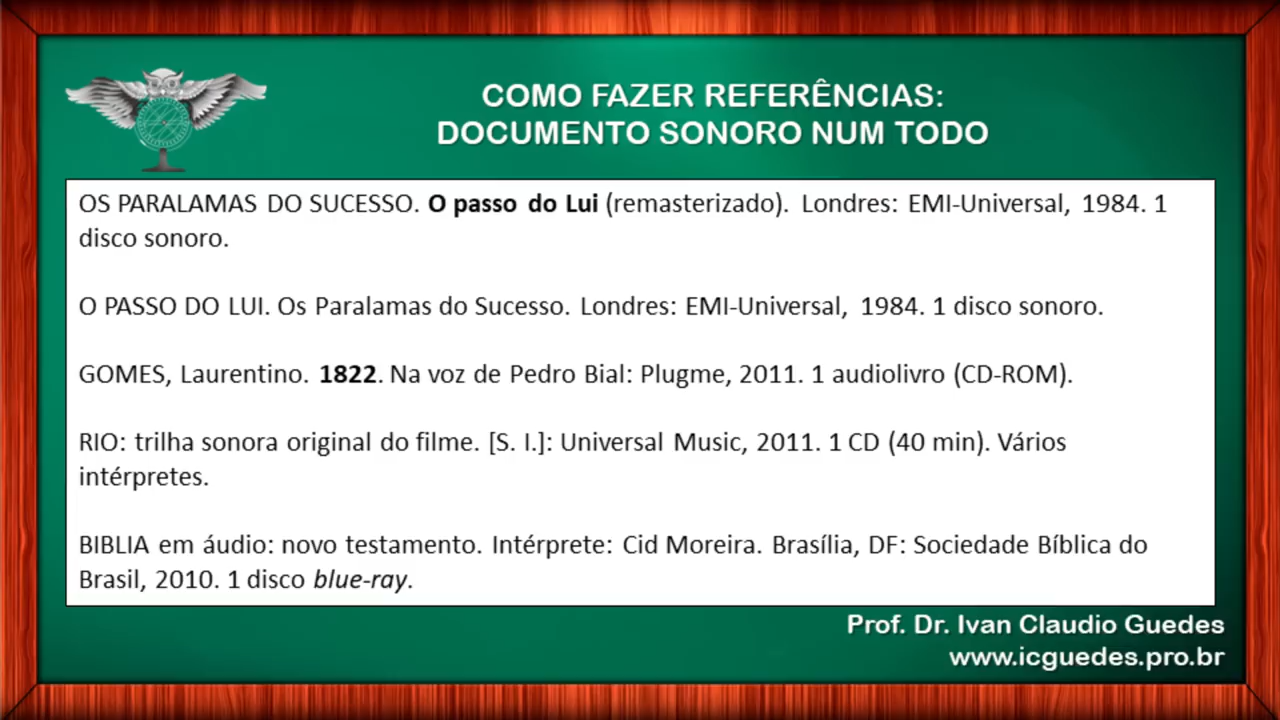 COMO FAZER REFERÊNCIAS:
DOCUMENTO SONORO NUM TODO
OS PARALAMAS DO SUCESSO. O passo do Lui (remasterizado). Londres: EMI-Universal, 1984. 1
disco sonoro.
O PASSO DO LUI. Os Paralamas do Sucesso. Londres: EMI-Universal, 1984. 1 disco sonoro.
GOMES, Laurentino. 1822. Na voz de Pedro Bial: Plugme, 2011. 1 audiolivro (CD-ROM).
RIO: trilha sonora original do filme. [S. I.]: Universal Music, 2011. 1 CD (40 min). Vários
intérpretes.
BIBLIA em áudio: novo testamento. Intérprete: Cid Moreira. Brasília, DF: Sociedade Bíblica do
Brasil, 2010. 1 disco blue-ray.
Prof. Dr. Ivan Claudio Guedes
www.icguedes.pro.br